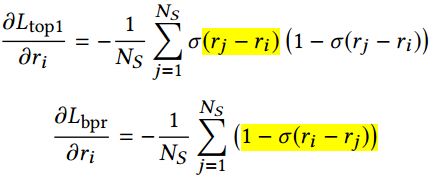 ∂L_top1/∂r_i = −1/N_S ∑_{j=1}^{N_S} σ(r_j − r_i) (1 − σ(r_j − r_i))
∂L_bpr/∂r_i = −1/N_S ∑_{j=1}^{N_S} (1 − σ(r_i − r_j))